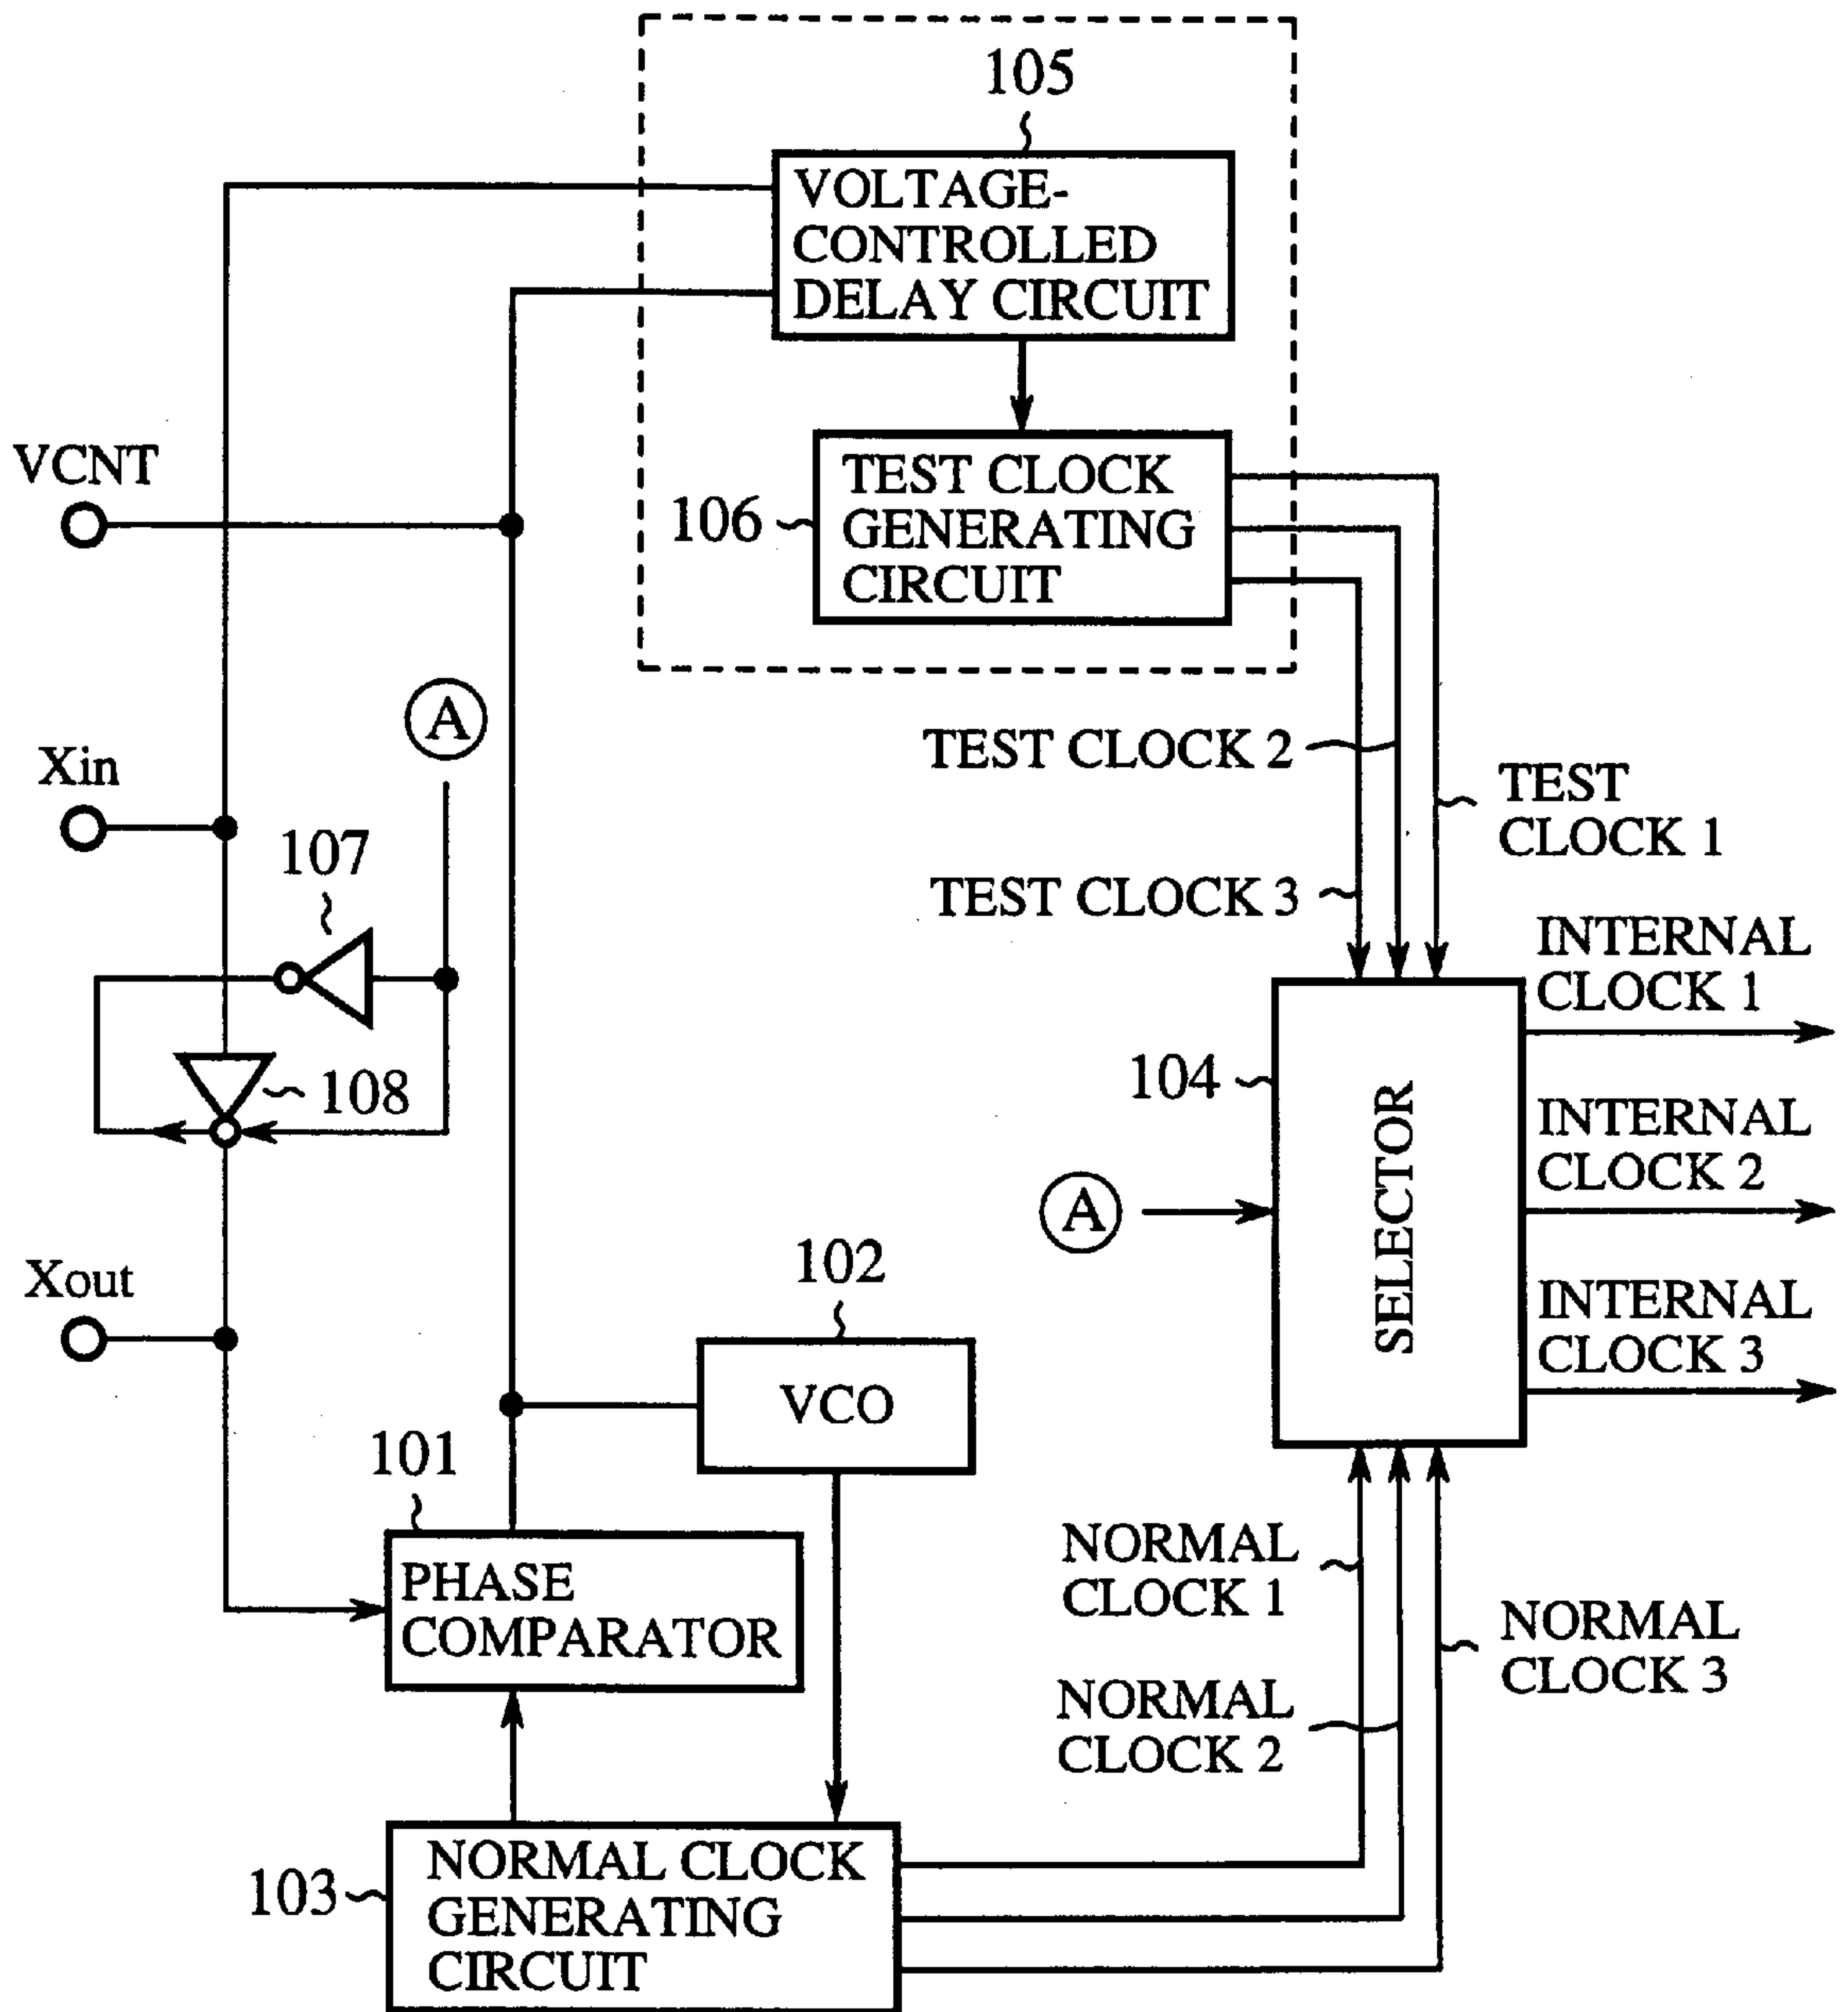 105
VOLTAGE-
CONTROLLED
DELAY CIRCUIT
VCNT
106
TEST CLOCK
GENERATING
CIRCUIT
A
Xin
107
TEST CLOCK 2
TEST
CLOCK 1
TEST CLOCK 3
INTERNAL
CLOCK 1
108
104
SELECTOR
INTERNAL
CLOCK 2
A
Xout
102
VCO
INTERNAL
CLOCK 3
101
PHASE
COMPARATOR
NORMAL
CLOCK 1
NORMAL
CLOCK 3
NORMAL
CLOCK 2
103
NORMAL CLOCK
GENERATING
CIRCUIT